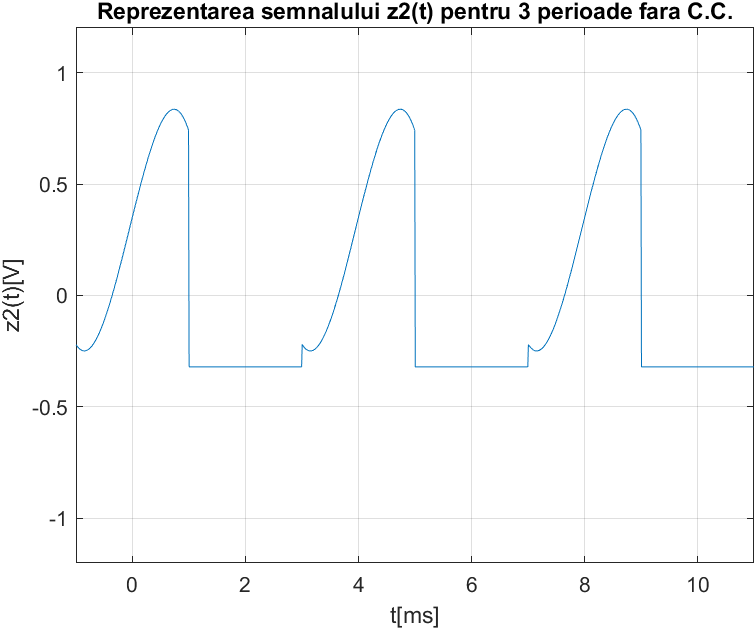 Reprezentarea semnalului z2(t) pentru 3 perioade fara C.C.
1
0.5
0
-0.5
-1
z2(t)[V]
0 2 4 6 8 10
t[ms]